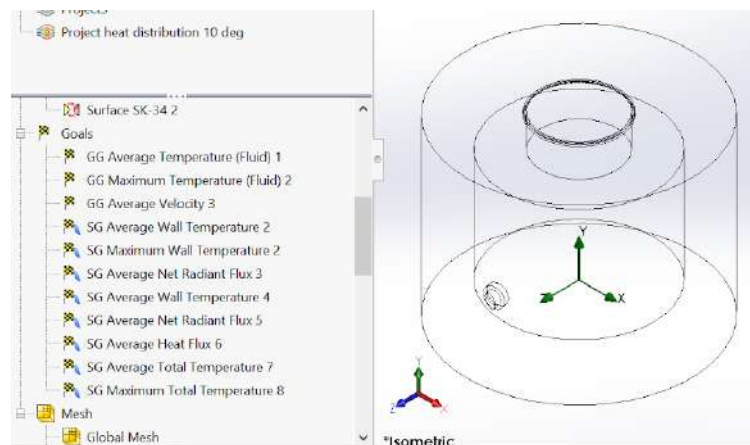 Projects
Project heat distribution 10 deg
Surface SK-34 2
Goals
GG Average Temperature (Fluid) 1
GG Maximum Temperature (Fluid) 2
GG Average Velocity 3
SG Average Wall Temperature 2
SG Maximum Wall Temperature 2
SG Average Net Radiant Flux 3
SG Average Wall Temperature 4
SG Average Net Radiant Flux 5
SG Average Heat Flux 6
SG Average Total Temperature 7
SG Maximum Total Temperature 8
Mesh
Global Mesh
Y
Z
X
Y
Z
X
*Isometric